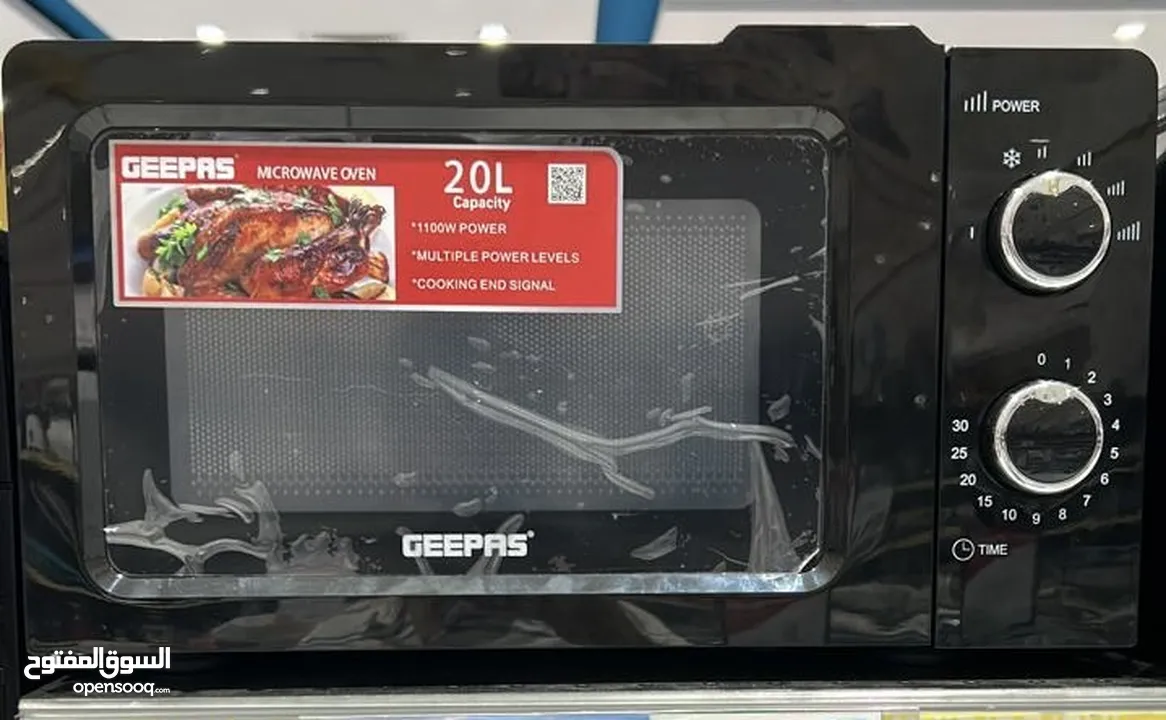 GEEPAS
MICROWAVE OVEN
20L
Capacity
*1100W POWER
*MULTIPLE POWER LEVELS
*COOKING END SIGNAL
GEEPAS
POWER
0
1
2
3
4
5
6
7
8
9
10
15
20
25
30
TIME
السوق المفتوح
opensooq.com